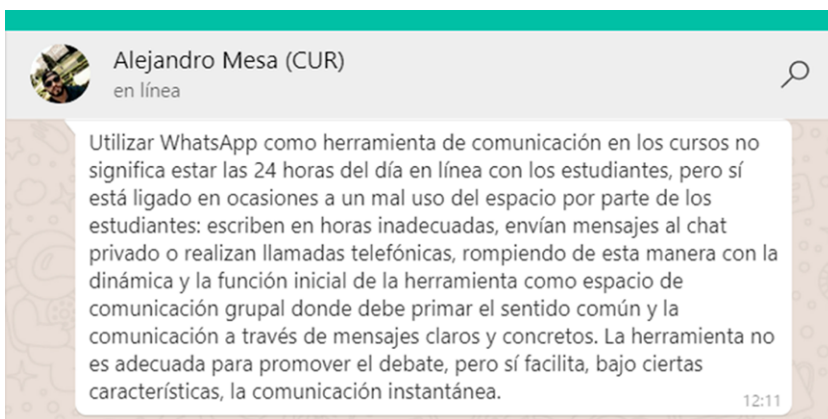 Alejandro Mesa (CUR)
en línea
Utilizar WhatsApp como herramienta de comunicación en los cursos no
significa estar las 24 horas del día en línea con los estudiantes, pero sí
está ligado en ocasiones a un mal uso del espacio por parte de los
estudiantes: escriben en horas inadecuadas, envían mensajes al chat
privado o realizan llamadas telefónicas, rompiendo de esta manera con la
dinámica y la función inicial de la herramienta como espacio de
comunicación grupal donde debe primar el sentido común y la
comunicación a través de mensajes claros y concretos. La herramienta no
es adecuada para promover el debate, pero sí facilita, bajo ciertas
características, la comunicación instantánea.
12:11